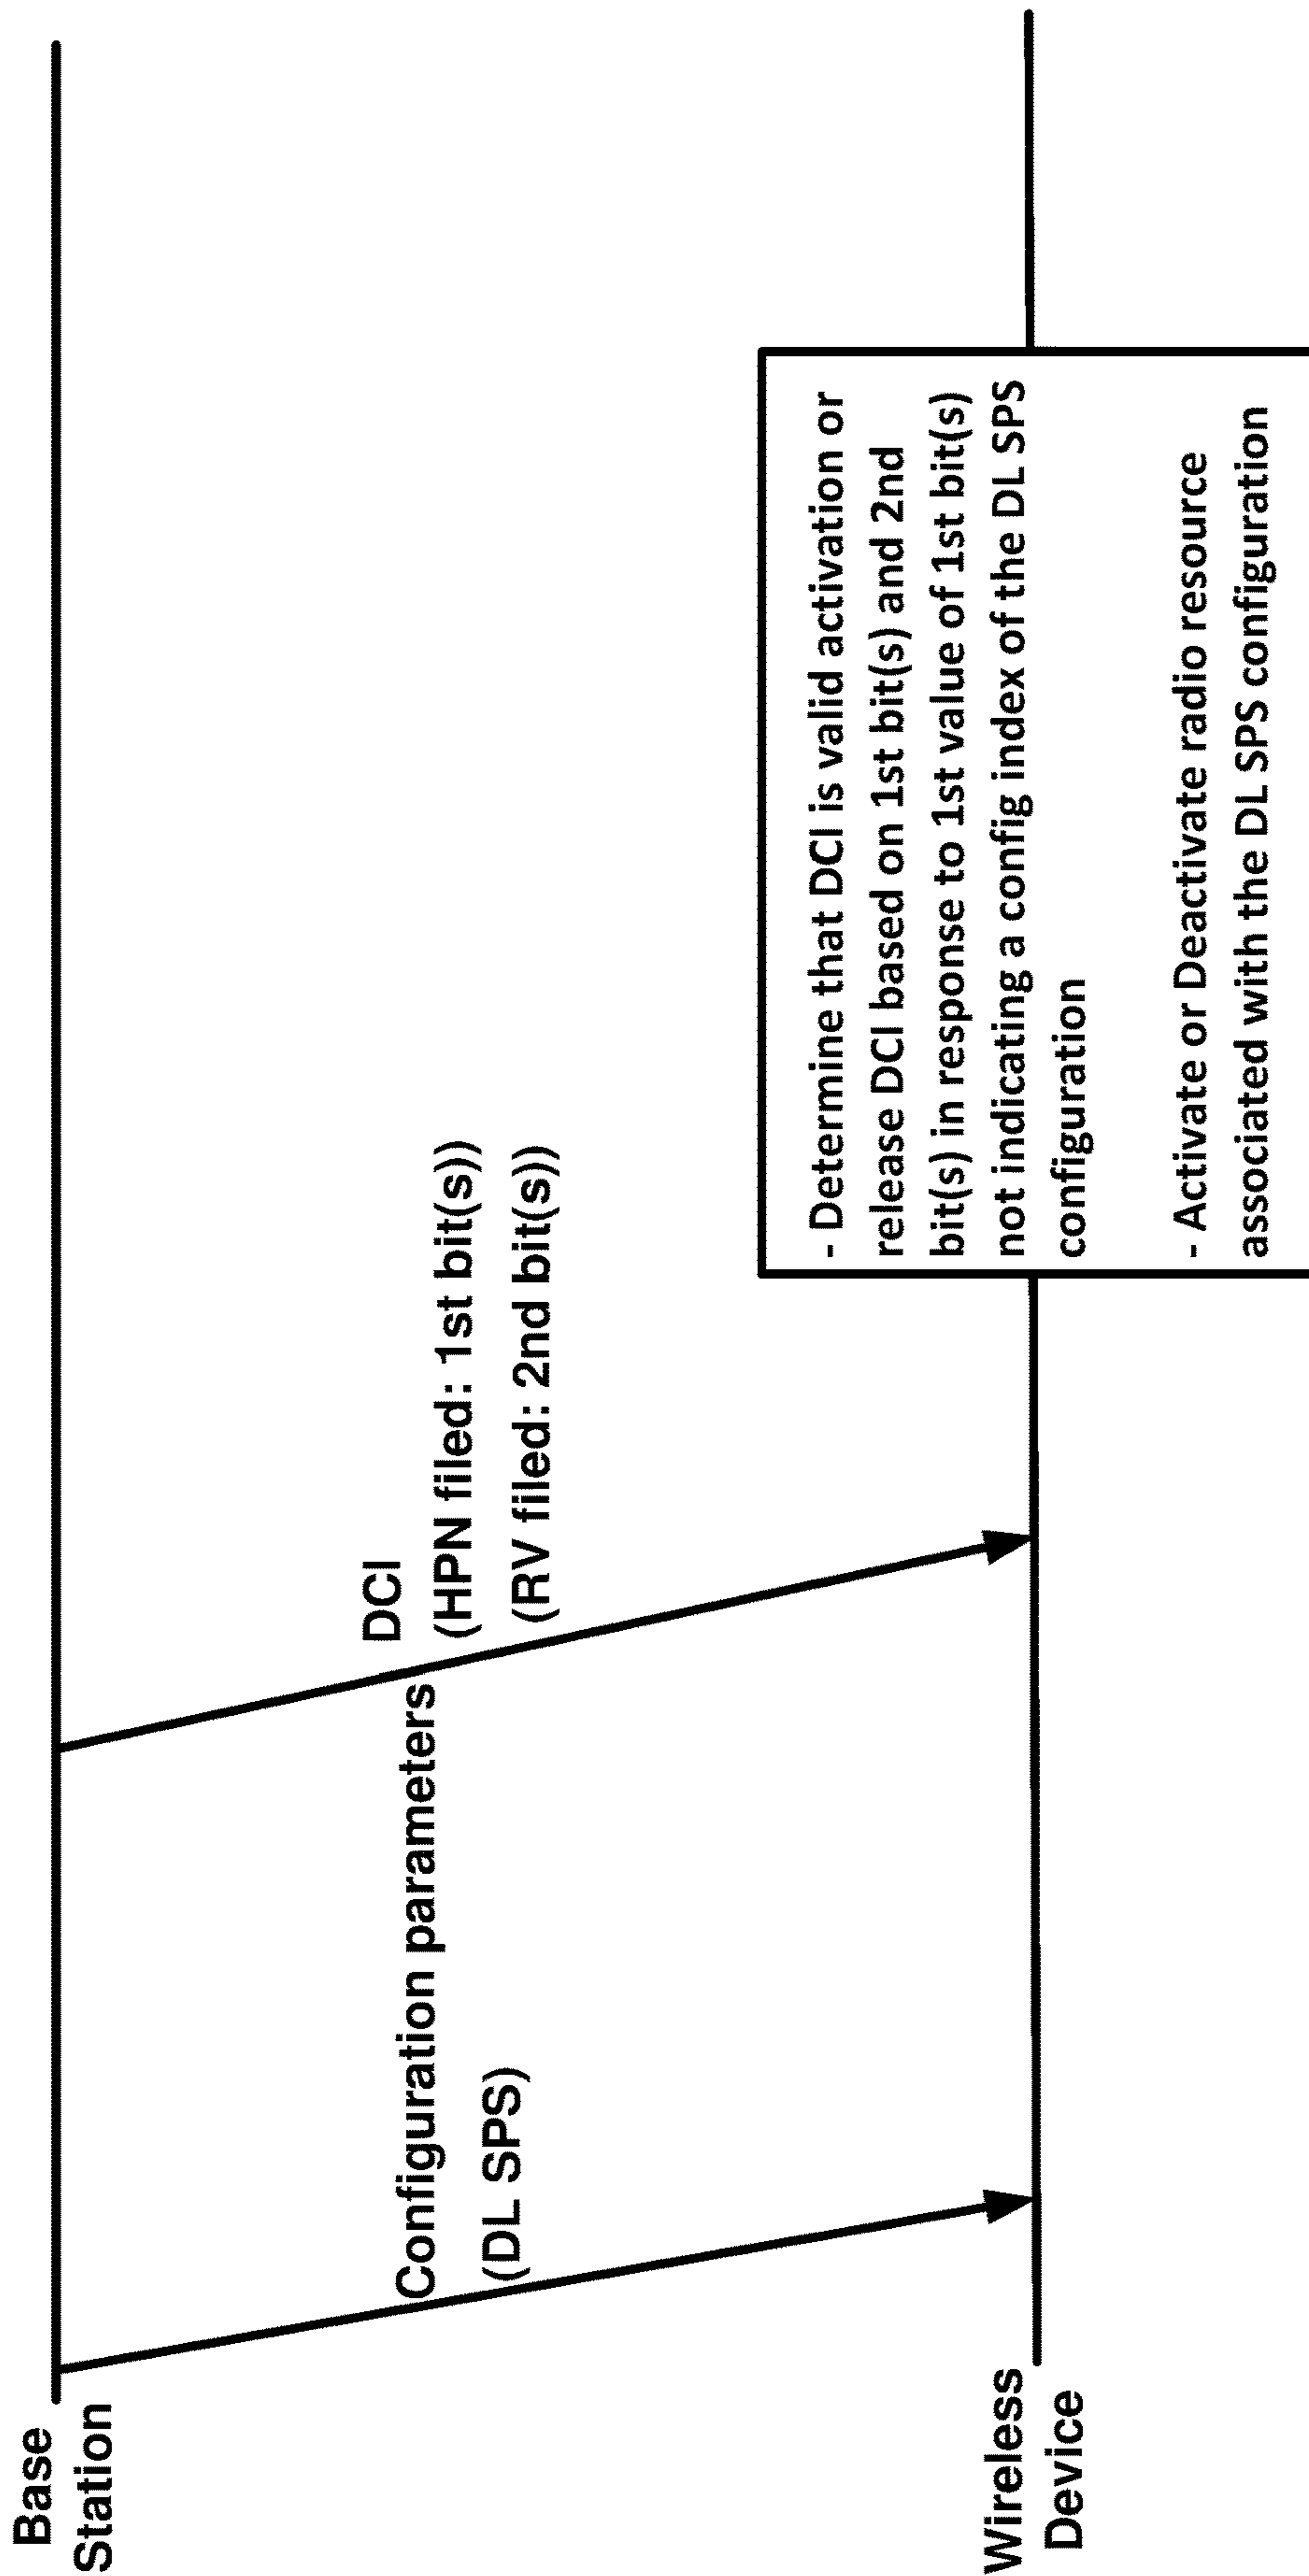 Base
Station
Configuration parameters
(DL SPS)
DCI
(HPN filed: 1st bit(s))
(RV filed: 2nd bit(s))
Wireless
Device
- Determine that DCI is valid activation or
release DCI based on 1st bit(s) and 2nd
bit(s) in response to 1st value of 1st bit(s)
not indicating a config index of the DL SPS
configuration
- Activate or Deactivate radio resource
associated with the DL SPS configuration